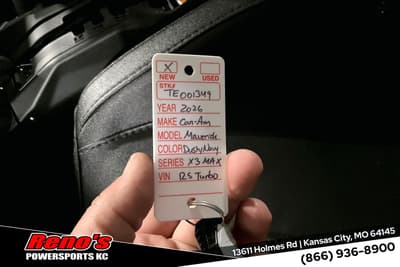 X
NEW USED
STK# TE001349
YEAR 2026
MAKE Can-Am
MODEL Maverick
COLOR Dusty Navy
SERIES X3 MAX
VIN RS Turbo
Reno's
POWERSPORTS KC
13611 Holmes Rd | Kansas City, MO 64145
(866) 936-8900